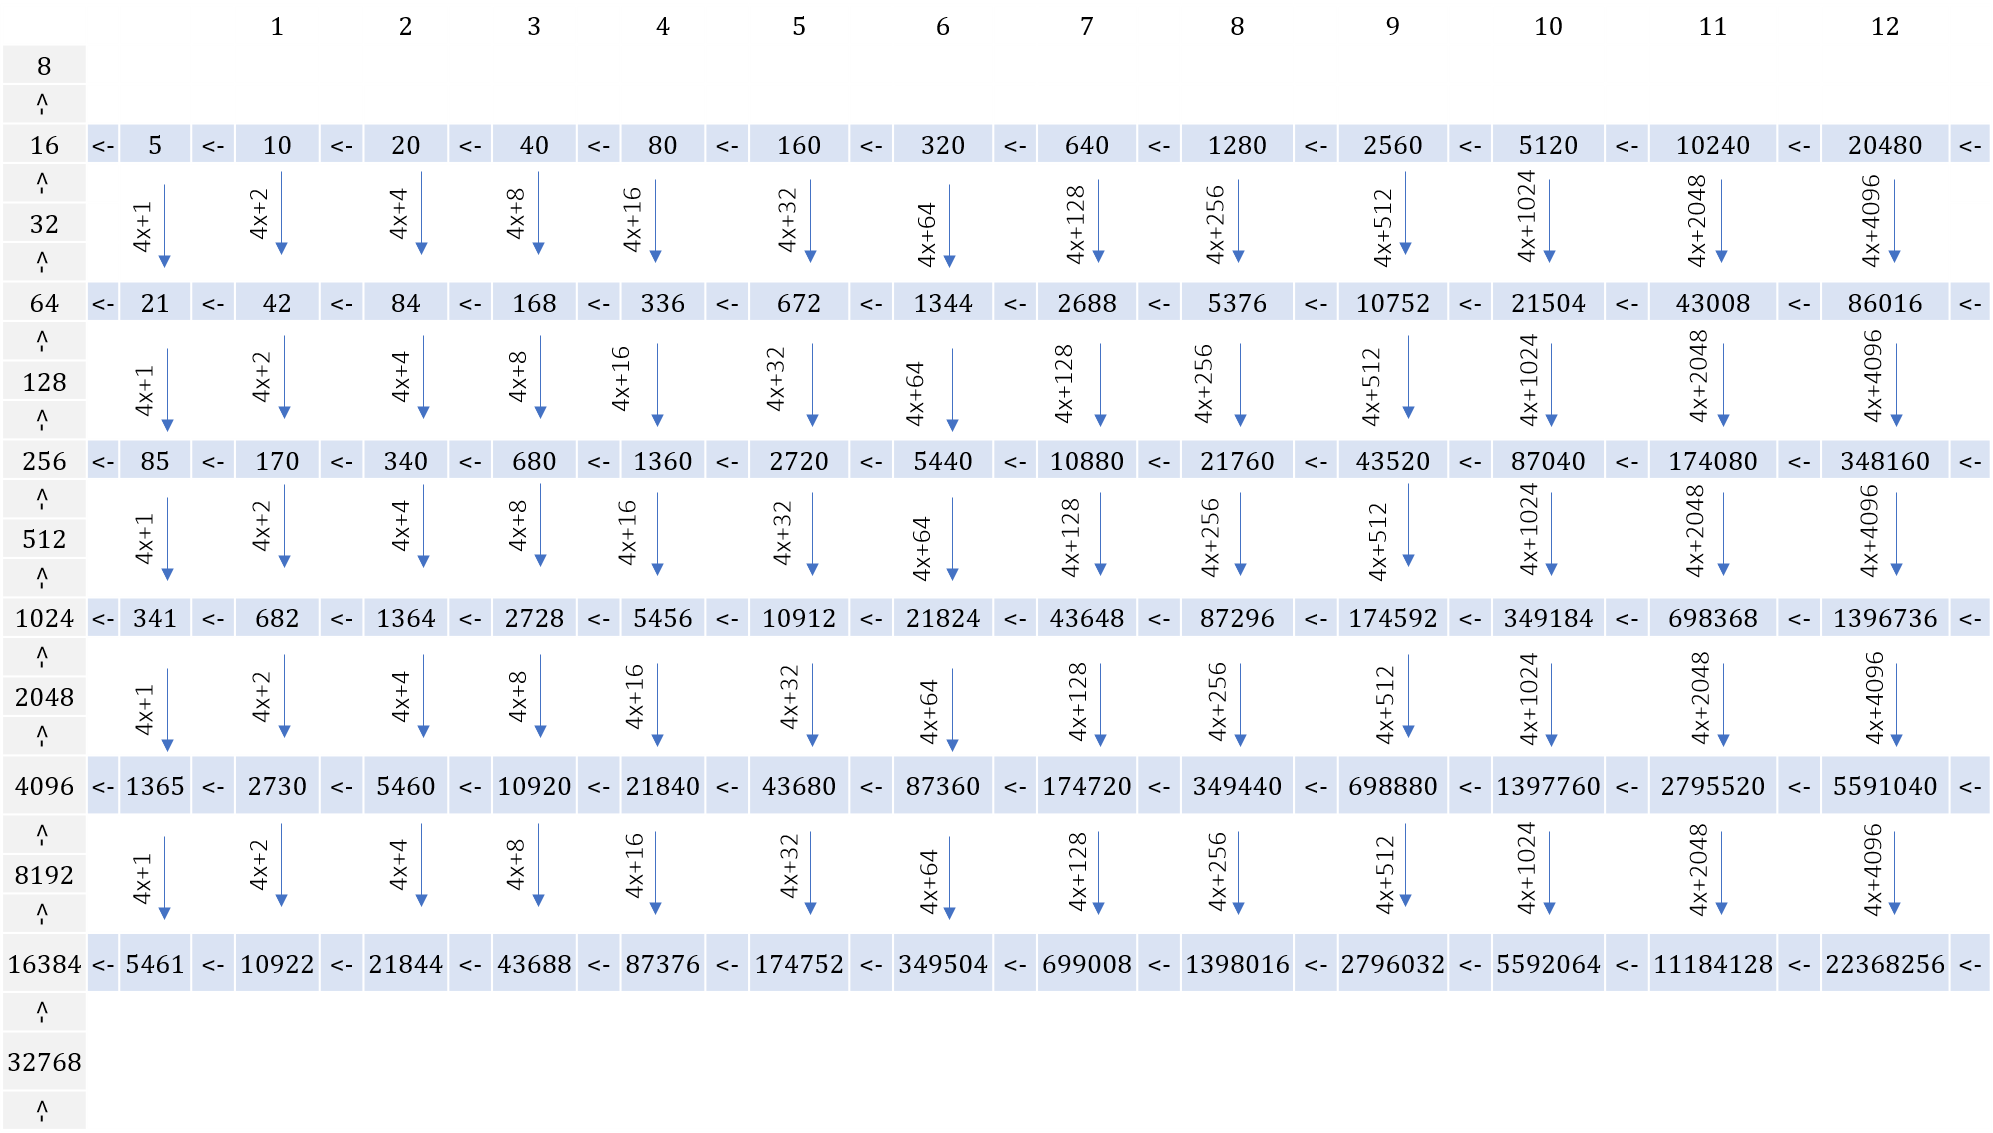 1 2 3 4 5 6 7 8 9 10 11 12
8
^-
16 <- 5 <- 10 <- 20 <- 40 <- 80 <- 160 <- 320 <- 640 <- 1280 <- 2560 <- 5120 <- 10240 <- 20480 <-
^-
4x+1 4x+2 4x+4 4x+8 4x+16 4x+32 4x+64 4x+128 4x+256 4x+512 4x+1024 4x+2048 4x+4096
32
^-
64 <- 21 <- 42 <- 84 <- 168 <- 336 <- 672 <- 1344 <- 2688 <- 5376 <- 10752 <- 21504 <- 43008 <- 86016 <-
^-
4x+1 4x+2 4x+4 4x+8 4x+16 4x+32 4x+64 4x+128 4x+256 4x+512 4x+1024 4x+2048 4x+4096
128
^-
256 <- 85 <- 170 <- 340 <- 680 <- 1360 <- 2720 <- 5440 <- 10880 <- 21760 <- 43520 <- 87040 <- 174080 <- 348160 <-
^-
4x+1 4x+2 4x+4 4x+8 4x+16 4x+32 4x+64 4x+128 4x+256 4x+512 4x+1024 4x+2048 4x+4096
512
^-
1024 <- 341 <- 682 <- 1364 <- 2728 <- 5456 <- 10912 <- 21824 <- 43648 <- 87296 <- 174592 <- 349184 <- 698368 <- 1396736 <-
^-
4x+1 4x+2 4x+4 4x+8 4x+16 4x+32 4x+64 4x+128 4x+256 4x+512 4x+1024 4x+2048 4x+4096
2048
^-
4096 <- 1365 <- 2730 <- 5460 <- 10920 <- 21840 <- 43680 <- 87360 <- 174720 <- 349440 <- 698880 <- 1397760 <- 2795520 <- 5591040 <-
^-
4x+1 4x+2 4x+4 4x+8 4x+16 4x+32 4x+64 4x+128 4x+256 4x+512 4x+1024 4x+2048 4x+4096
8192
^-
16384 <- 5461 <- 10922 <- 21844 <- 43688 <- 87376 <- 174752 <- 349504 <- 699008 <- 1398016 <- 2796032 <- 5592064 <- 11184128 <- 22368256 <-
^-
32768
^-